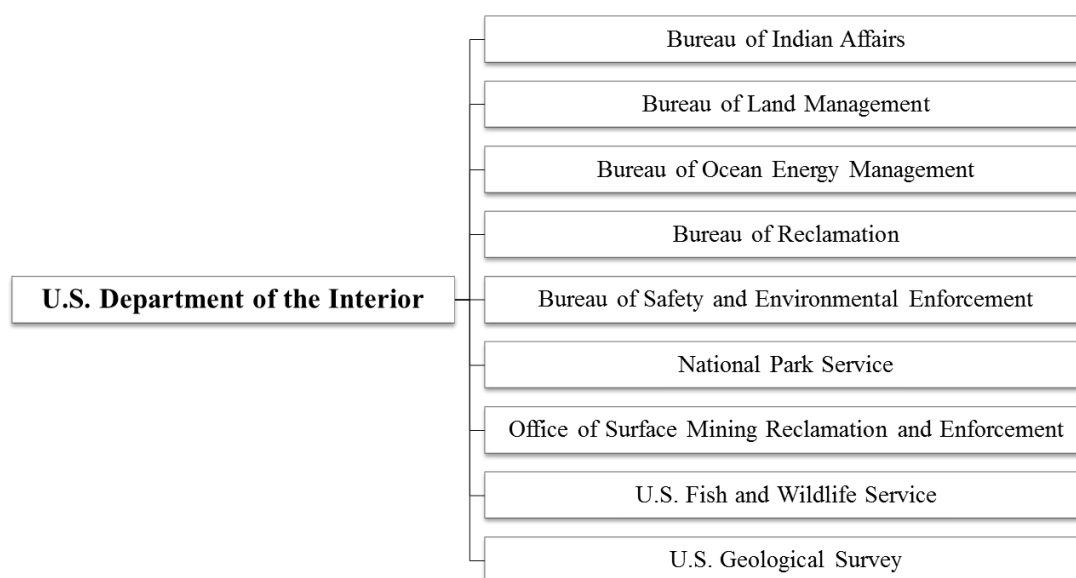 Bureau of Indian Affairs
Bureau of Land Management
Bureau of Ocean Energy Management
Bureau of Reclamation
U.S. Department of the Interior
Bureau of Safety and Environmental Enforcement
National Park Service
Office of Surface Mining Reclamation and Enforcement
U.S. Fish and Wildlife Service
U.S. Geological Survey